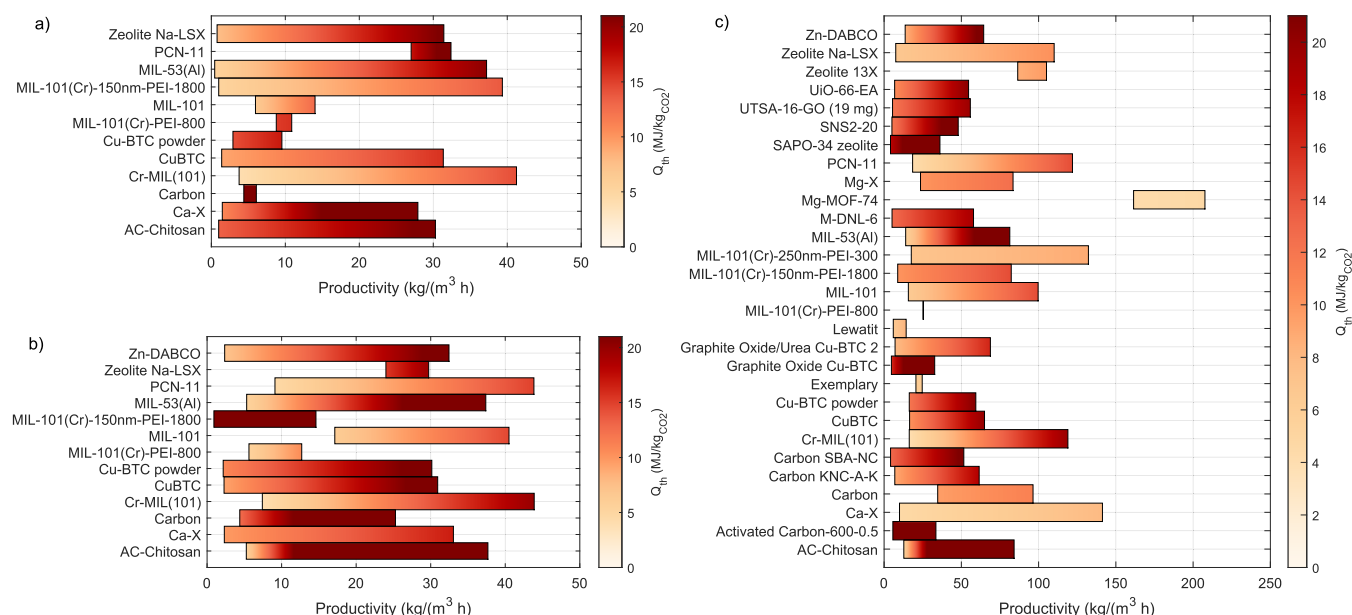 a)
Zeolite Na-LSX
PCN-11
MIL-53(Al)
MIL-101(Cr)-150nm-PEI-1800
MIL-101
MIL-101(Cr)-PEI-800
Cu-BTC powder
CuBTC
Cr-MIL(101)
Carbon
Ca-X
AC-Chitosan
0 10 20 30 40 50
Productivity (kg/(m³ h)
20
15
10
5
0
Q_th (MJ/kg_CO2)
b)
Zn-DABCO
Zeolite Na-LSX
PCN-11
MIL-53(Al)
MIL-101(Cr)-150nm-PEI-1800
MIL-101
MIL-101(Cr)-PEI-800
Cu-BTC powder
CuBTC
Cr-MIL(101)
Carbon
Ca-X
AC-Chitosan
0 10 20 30 40 50
Productivity (kg/(m³ h)
20
15
10
5
0
Q_th (MJ/kg_CO2)
c)
Zn-DABCO
Zeolite Na-LSX
Zeolite 13X
UiO-66-EA
UTSA-16-GO (19 mg)
SNS2-20
SAPO-34 zeolite
PCN-11
Mg-X
Mg-MOF-74
M-DNL-6
MIL-53(Al)
MIL-101(Cr)-250nm-PEI-300
MIL-101(Cr)-150nm-PEI-1800
MIL-101
MIL-101(Cr)-PEI-800
Lewatit
Graphite Oxide/Urea Cu-BTC 2
Graphite Oxide Cu-BTC
Exemplary
Cu-BTC powder
CuBTC
Cr-MIL(101)
Carbon SBA-NC
Carbon KNC-A-K
Carbon
Ca-X
Activated Carbon-600-0.5
AC-Chitosan
0 50 100 150 200 250
Productivity (kg/(m³ h)
20
18
16
14
12
10
8
6
4
2
0
Q_th (MJ/kg_CO2)